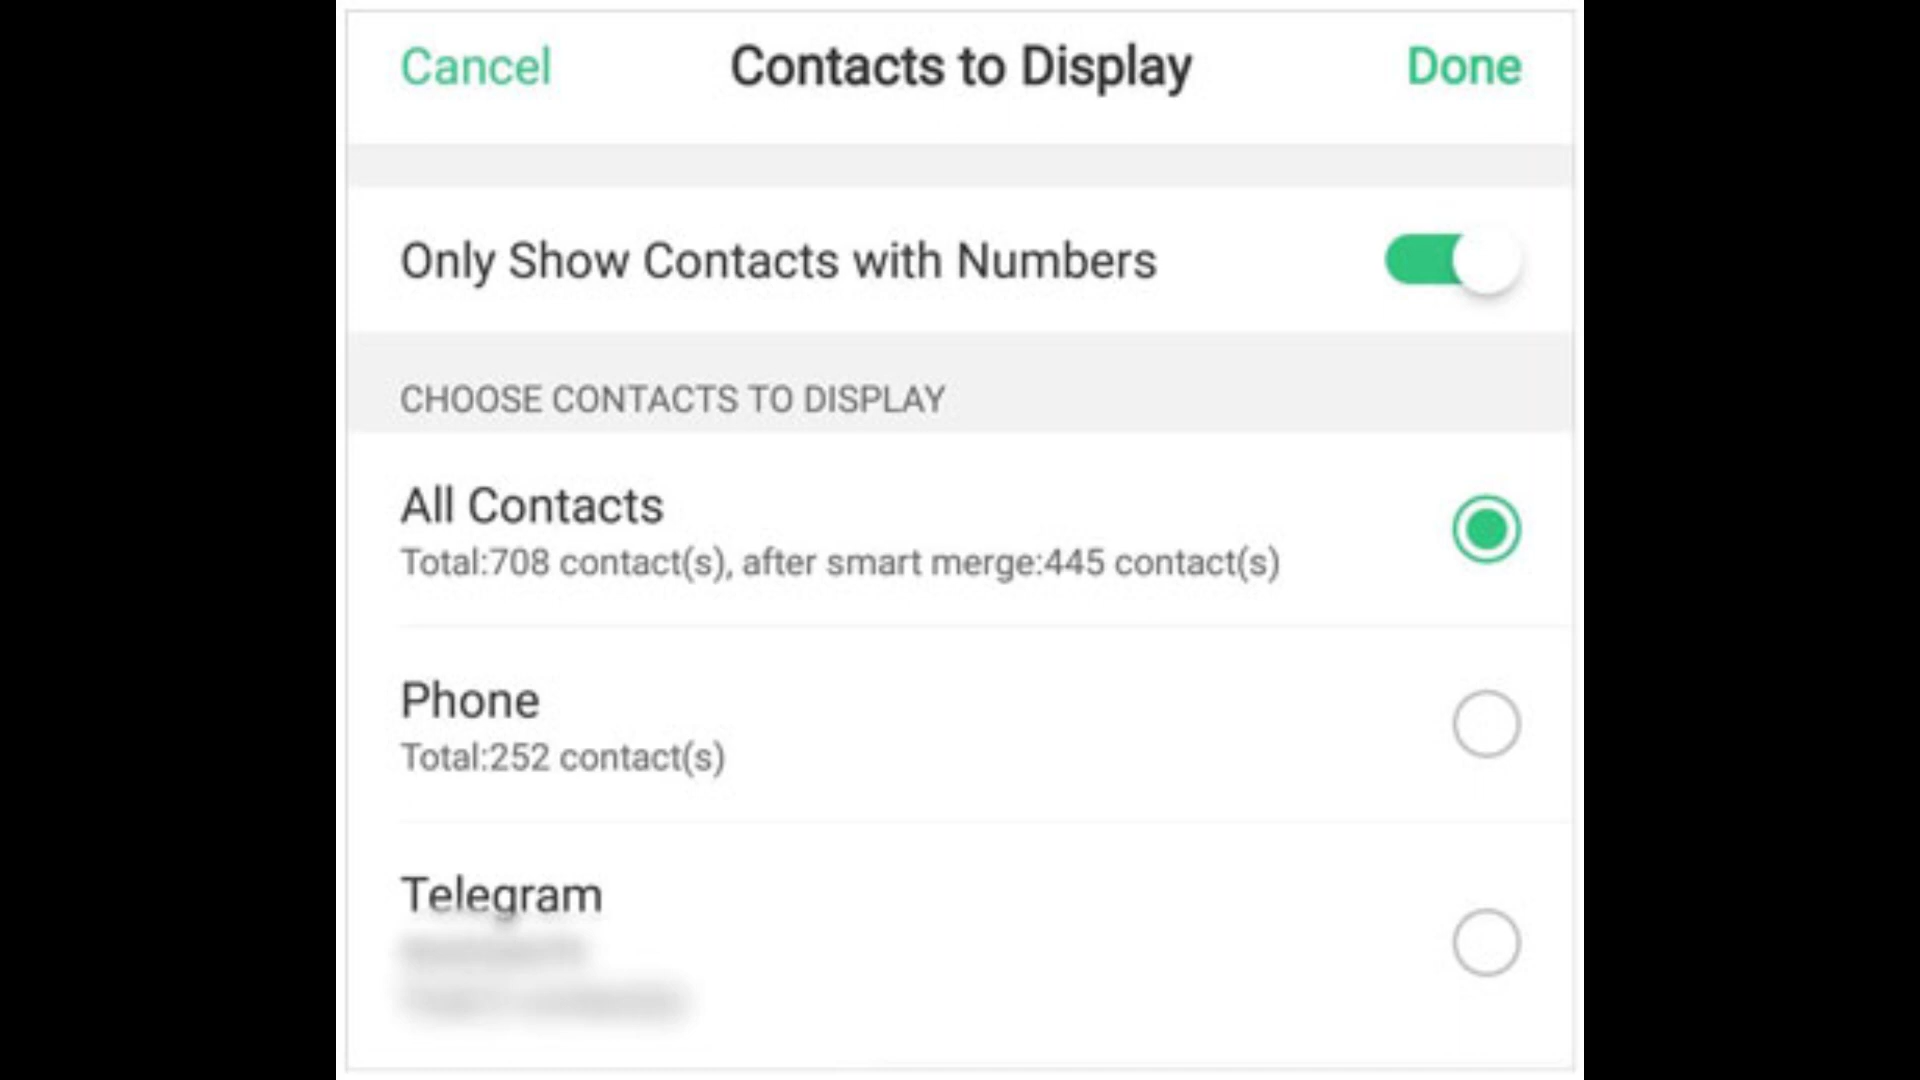 Cancel
Contacts to Display
Done
Only Show Contacts with Numbers
CHOOSE CONTACTS TO DISPLAY
All Contacts
Total:708 contact(s), after smart merge:445 contact(s)
Phone
Total:252 contact(s)
Telegram